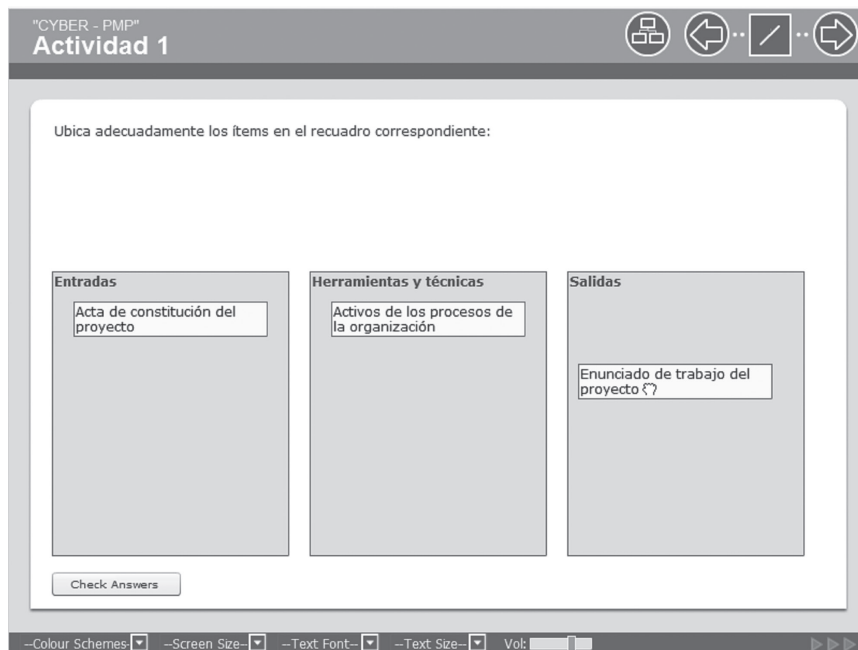 "CYBER - PMP"
Actividad 1
Ubica adecuadamente los ítems en el recuadro correspondiente:
Entradas
Acta de constitución del
proyecto
Herramientas y técnicas
Activos de los procesos de
la organización
Salidas
Enunciado de trabajo del
proyecto
Check Answers
--Colour Schemes- --Screen Size-- --Text Font-- --Text Size-- Vol: